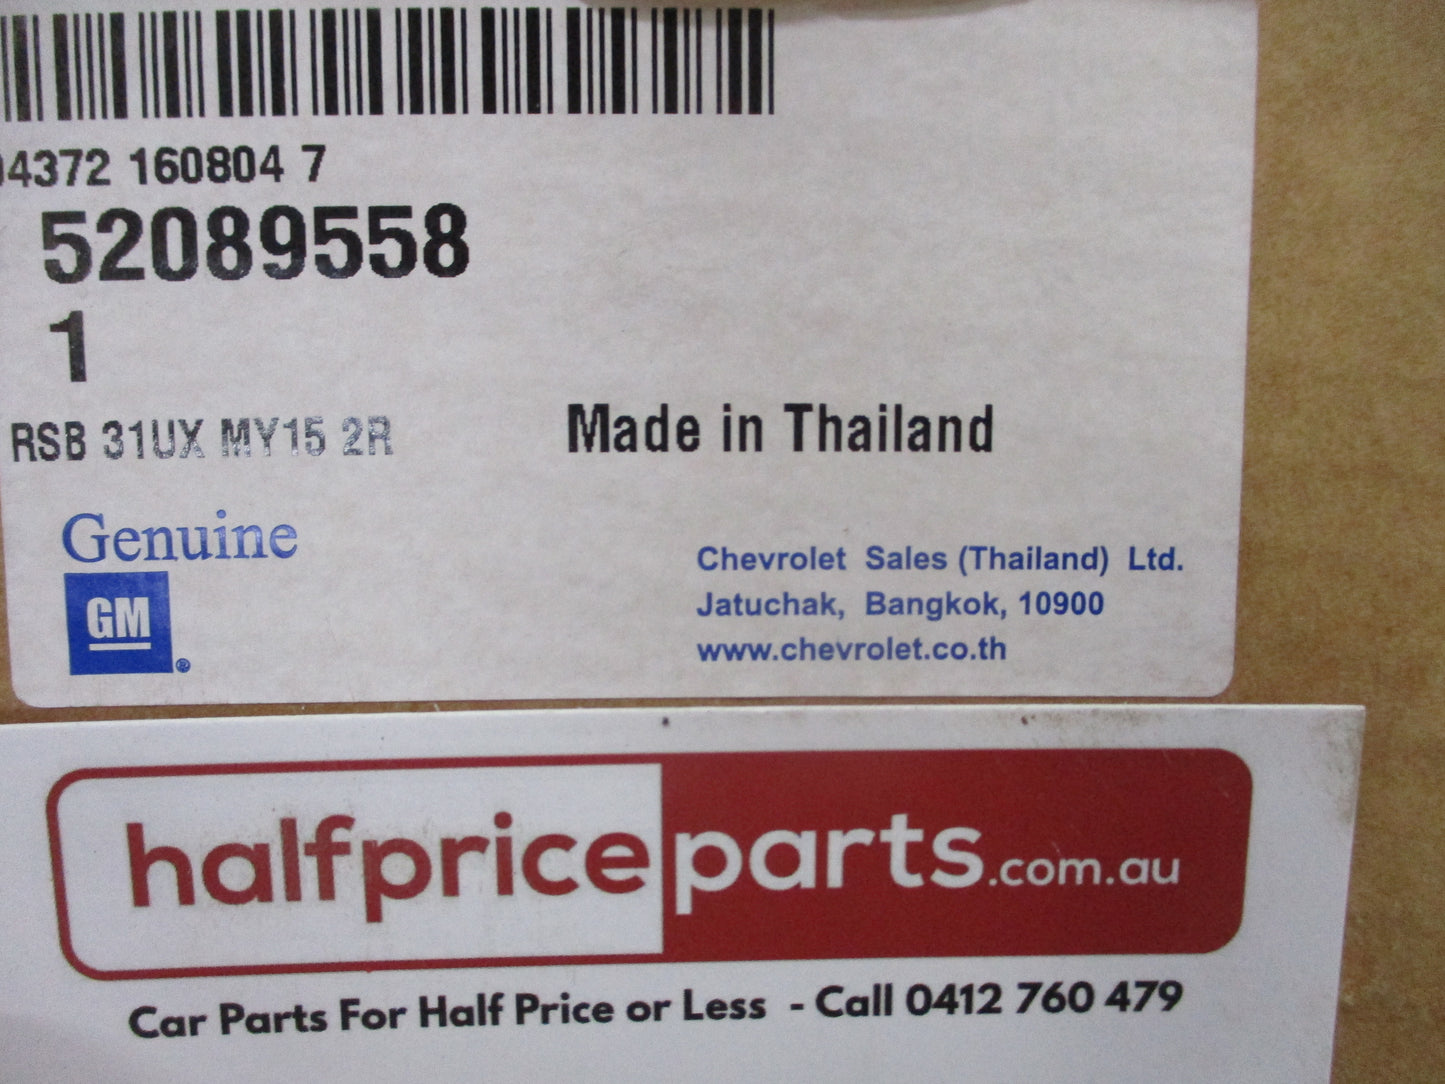 04372 160804 7
52089558
1
RSB 31UX MY15 2R
Made in Thailand
Genuine
GM
®
Chevrolet Sales (Thailand) Ltd.
Jatuchak, Bangkok, 10900
www.chevrolet.co.th
halfpriceparts.com.au
Car Parts For Half Price or Less - Call 0412 760 479